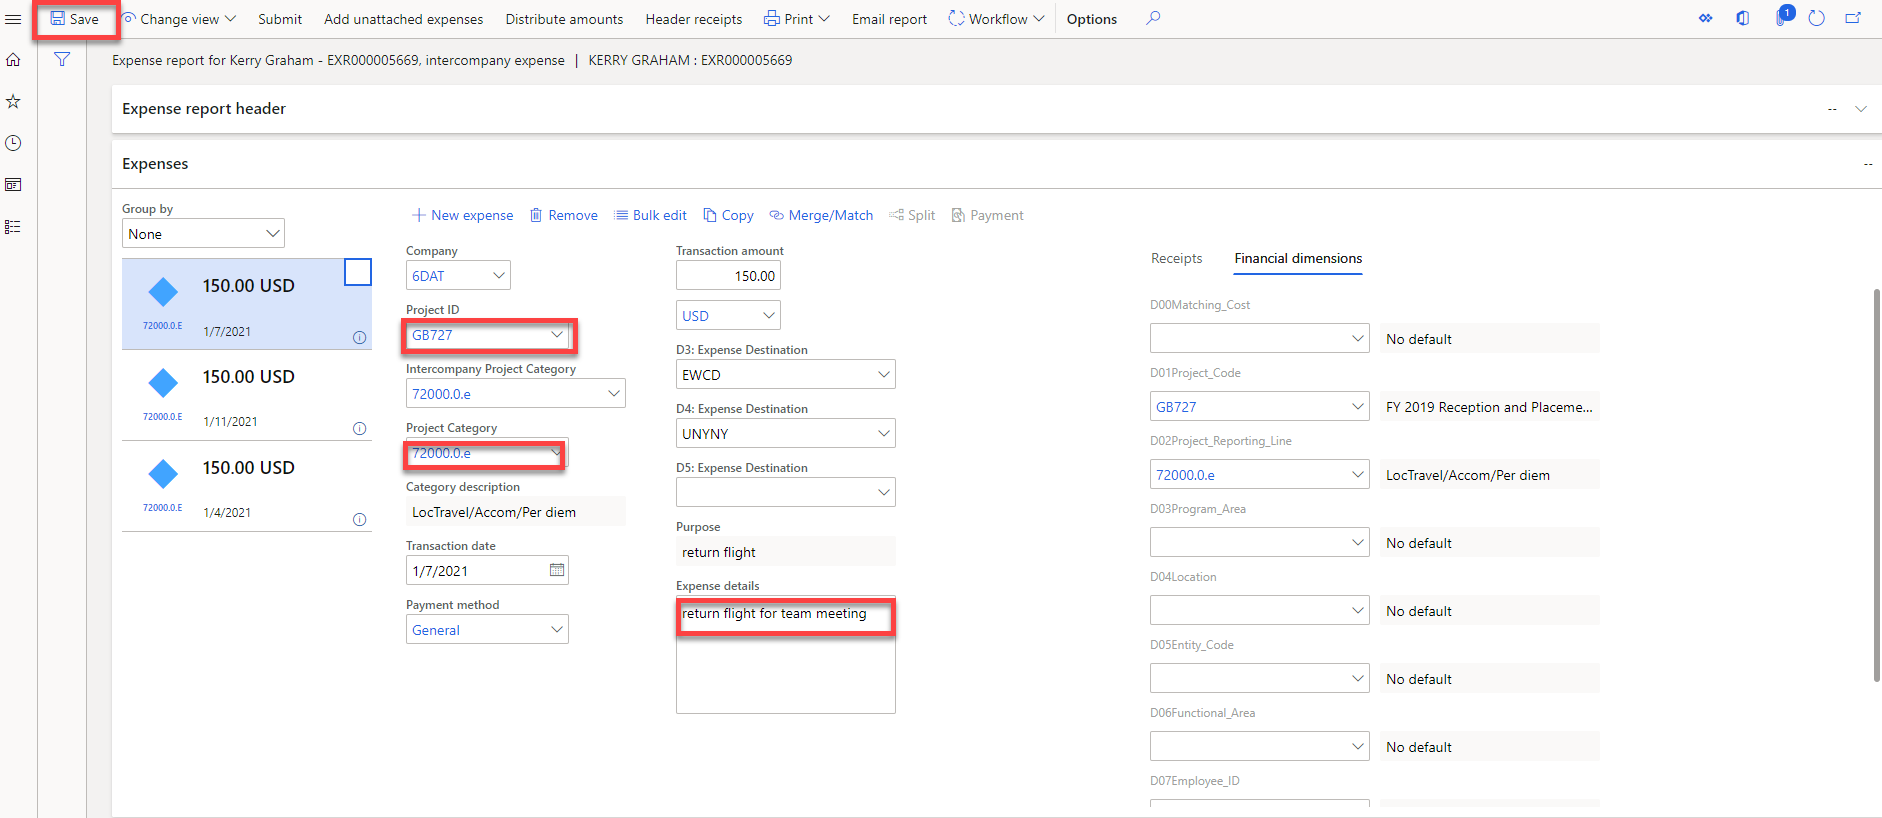 Save
Change view
Submit
Add unattached expenses
Distribute amounts
Header receipts
Print
Email report
Workflow
Options
1
Expense report for Kerry Graham - EXR000005669, intercompany expense | KERRY GRAHAM : EXR000005669
Expense report header
--
Expenses
--
Group by
None
150.00 USD
72000.0.E
1/7/2021
150.00 USD
72000.0.E
1/11/2021
150.00 USD
72000.0.E
1/4/2021
New expense
Remove
Bulk edit
Copy
Merge/Match
Split
Payment
Company
6DAT
Project ID
GB727
Intercompany Project Category
72000.0.e
Project Category
72000.0.e
Category description
LocTravel/Accom/Per diem
Transaction date
1/7/2021
Payment method
General
Transaction amount
150.00
USD
D3: Expense Destination
EWCD
D4: Expense Destination
UNYNY
D5: Expense Destination
Purpose
return flight
Expense details
return flight for team meeting
Receipts
Financial dimensions
D00Matching_Cost
No default
D01Project_Code
GB727
FY 2019 Reception and Placeme...
D02Project_Reporting_Line
72000.0.e
LocTravel/Accom/Per diem
D03Program_Area
No default
D04Location
No default
D05Entity_Code
No default
D06Functional_Area
No default
D07Employee_ID